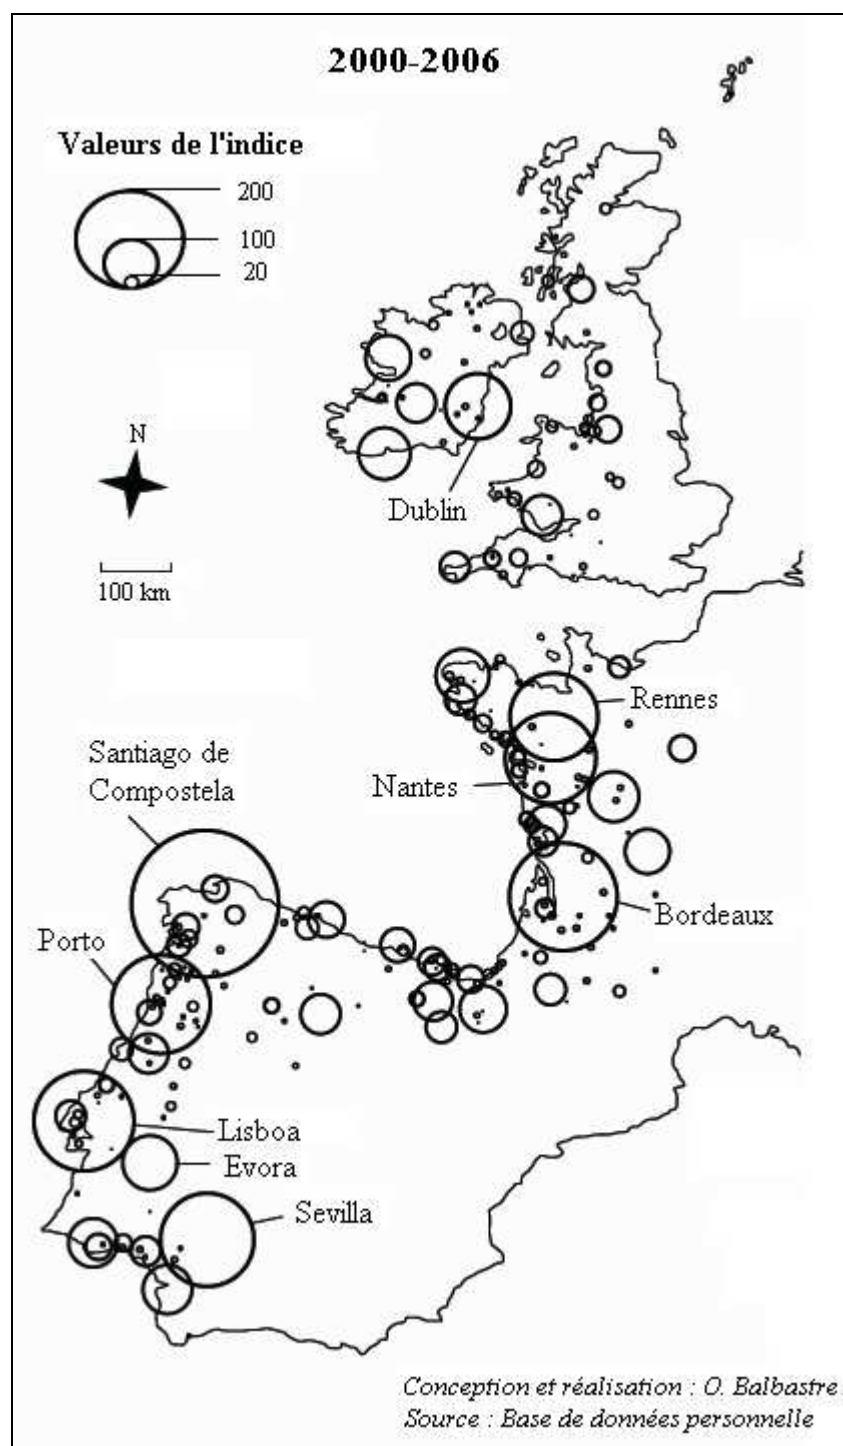 2000-2006
Valeurs de l'indice
200
100
20
N
100 km
Dublin
Rennes
Nantes
Santiago de
Compostela
Bordeaux
Porto
Lisboa
Evora
Sevilla
Conception et réalisation : O. Balbastre
Source : Base de données personnelle